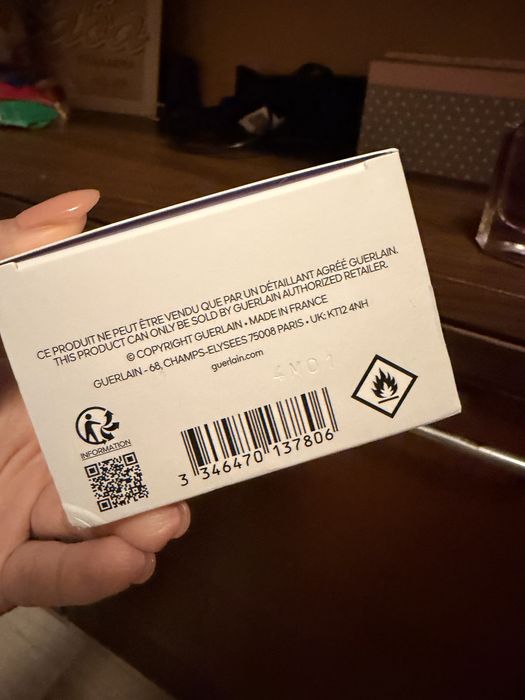 CE PRODUIT NE PEUT ÊTRE VENDU QUE PAR UN DÉTAILLANT AGRÉÉ GUERLAIN.
THIS PRODUCT CAN ONLY BE SOLD BY GUERLAIN AUTHORIZED RETAILER.
© COPYRIGHT GUERLAIN • MADE IN FRANCE
GUERLAIN - 68, CHAMPS-ELYSEES 75008 PARIS • UK: KT12 4NH
guerlain.com
INFORMATION
3 346470 137806